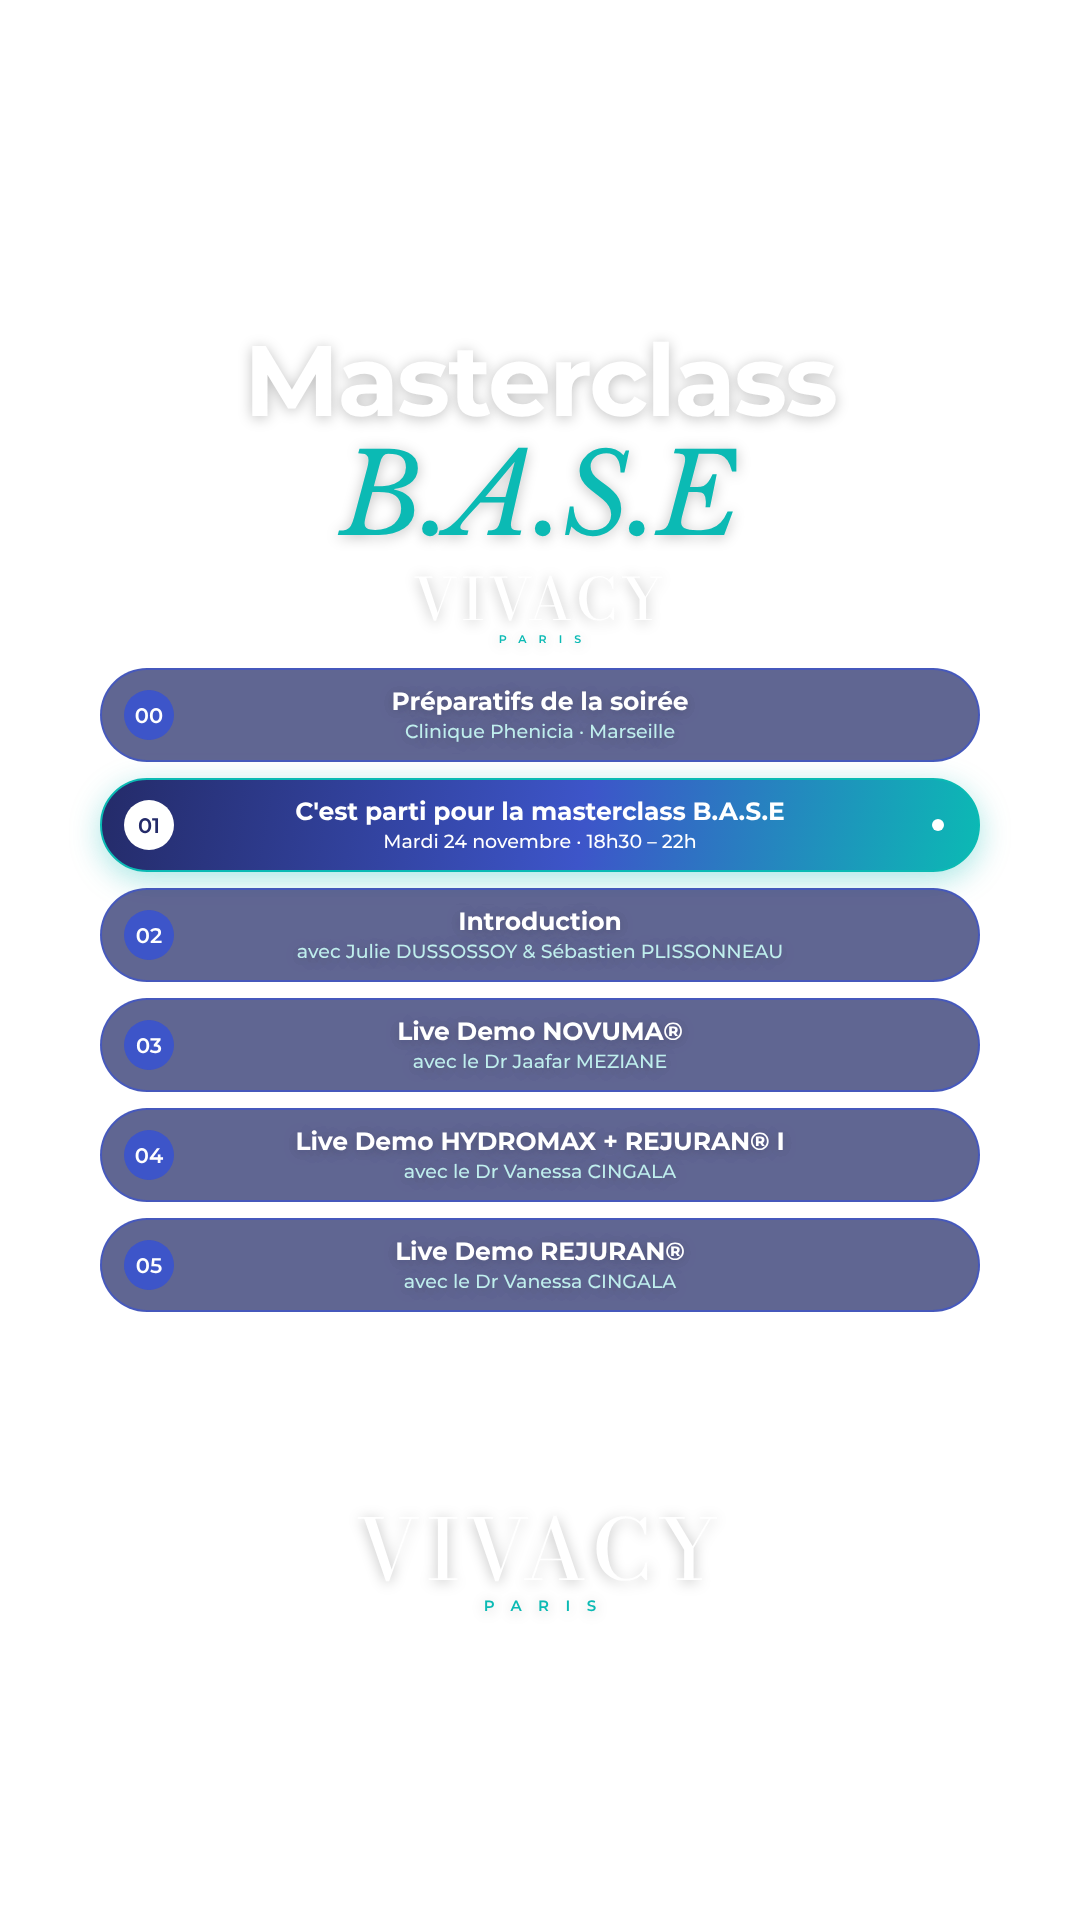 Masterclass
B.A.S.E
VIVACY
PARIS
00
Préparatifs de la soirée
Clinique Phenicia · Marseille
01
C'est parti pour la masterclass B.A.S.E
Mardi 24 novembre · 18h30 – 22h
02
Introduction
avec Julie DUSSOSSOY & Sébastien PLISSONNEAU
03
Live Demo NOVUMA®
avec le Dr Jaafar MEZIANE
04
Live Demo HYDROMAX + REJURAN® I
avec le Dr Vanessa CINGALA
05
Live Demo REJURAN®
avec le Dr Vanessa CINGALA
VIVACY
PARIS